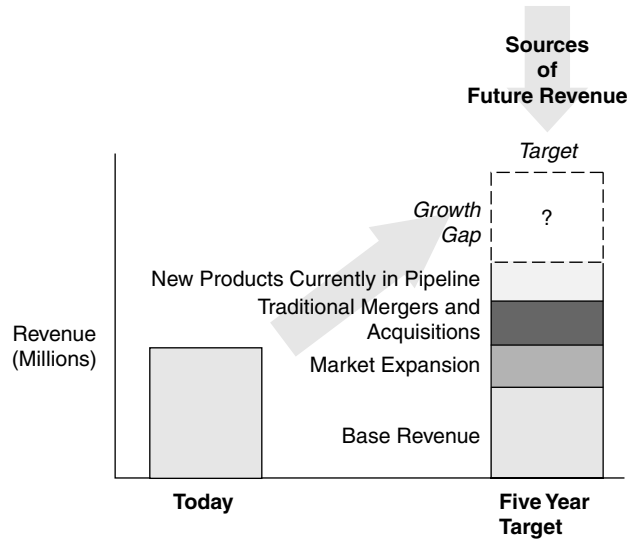 Sources
of
Future Revenue
Target
Growth
Gap
?
New Products Currently in Pipeline
Traditional Mergers and
Acquisitions
Revenue
(Millions)
Market Expansion
Base Revenue
Today
Five Year
Target